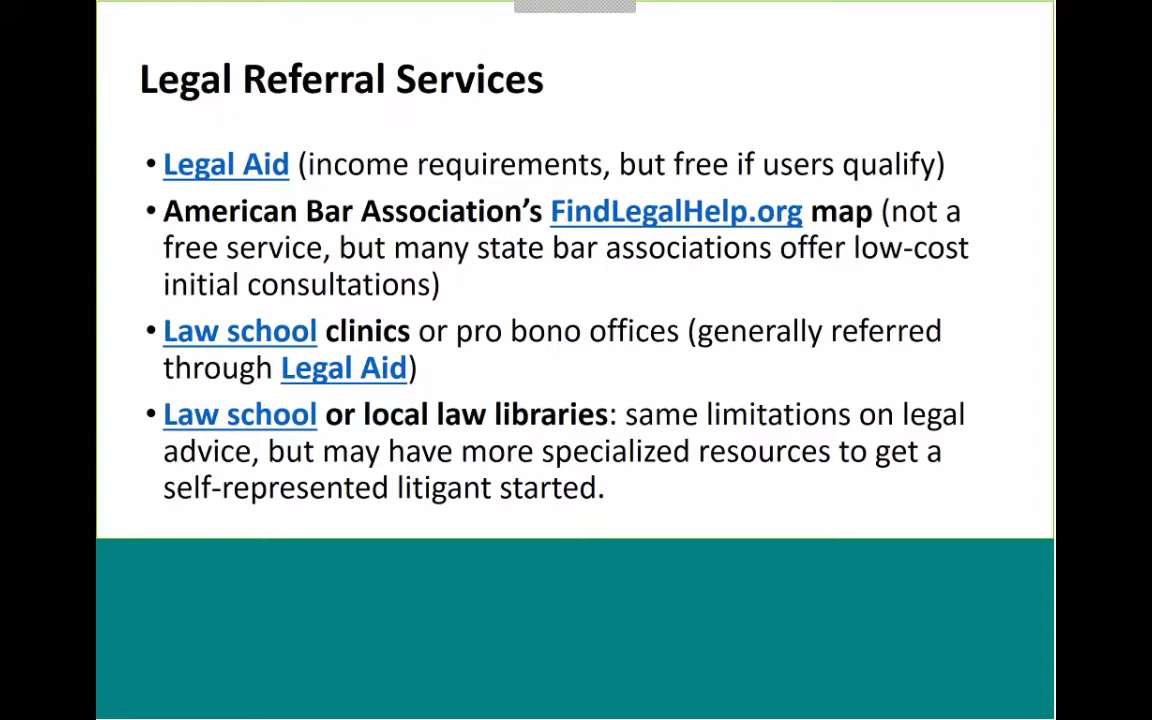 Legal Referral Services
• Legal Aid (income requirements, but free if users qualify)
• American Bar Association’s FindLegalHelp.org map (not a
free service, but many state bar associations offer low-cost
initial consultations)
• Law school clinics or pro bono offices (generally referred
through Legal Aid)
• Law school or local law libraries: same limitations on legal
advice, but may have more specialized resources to get a
self-represented litigant started.